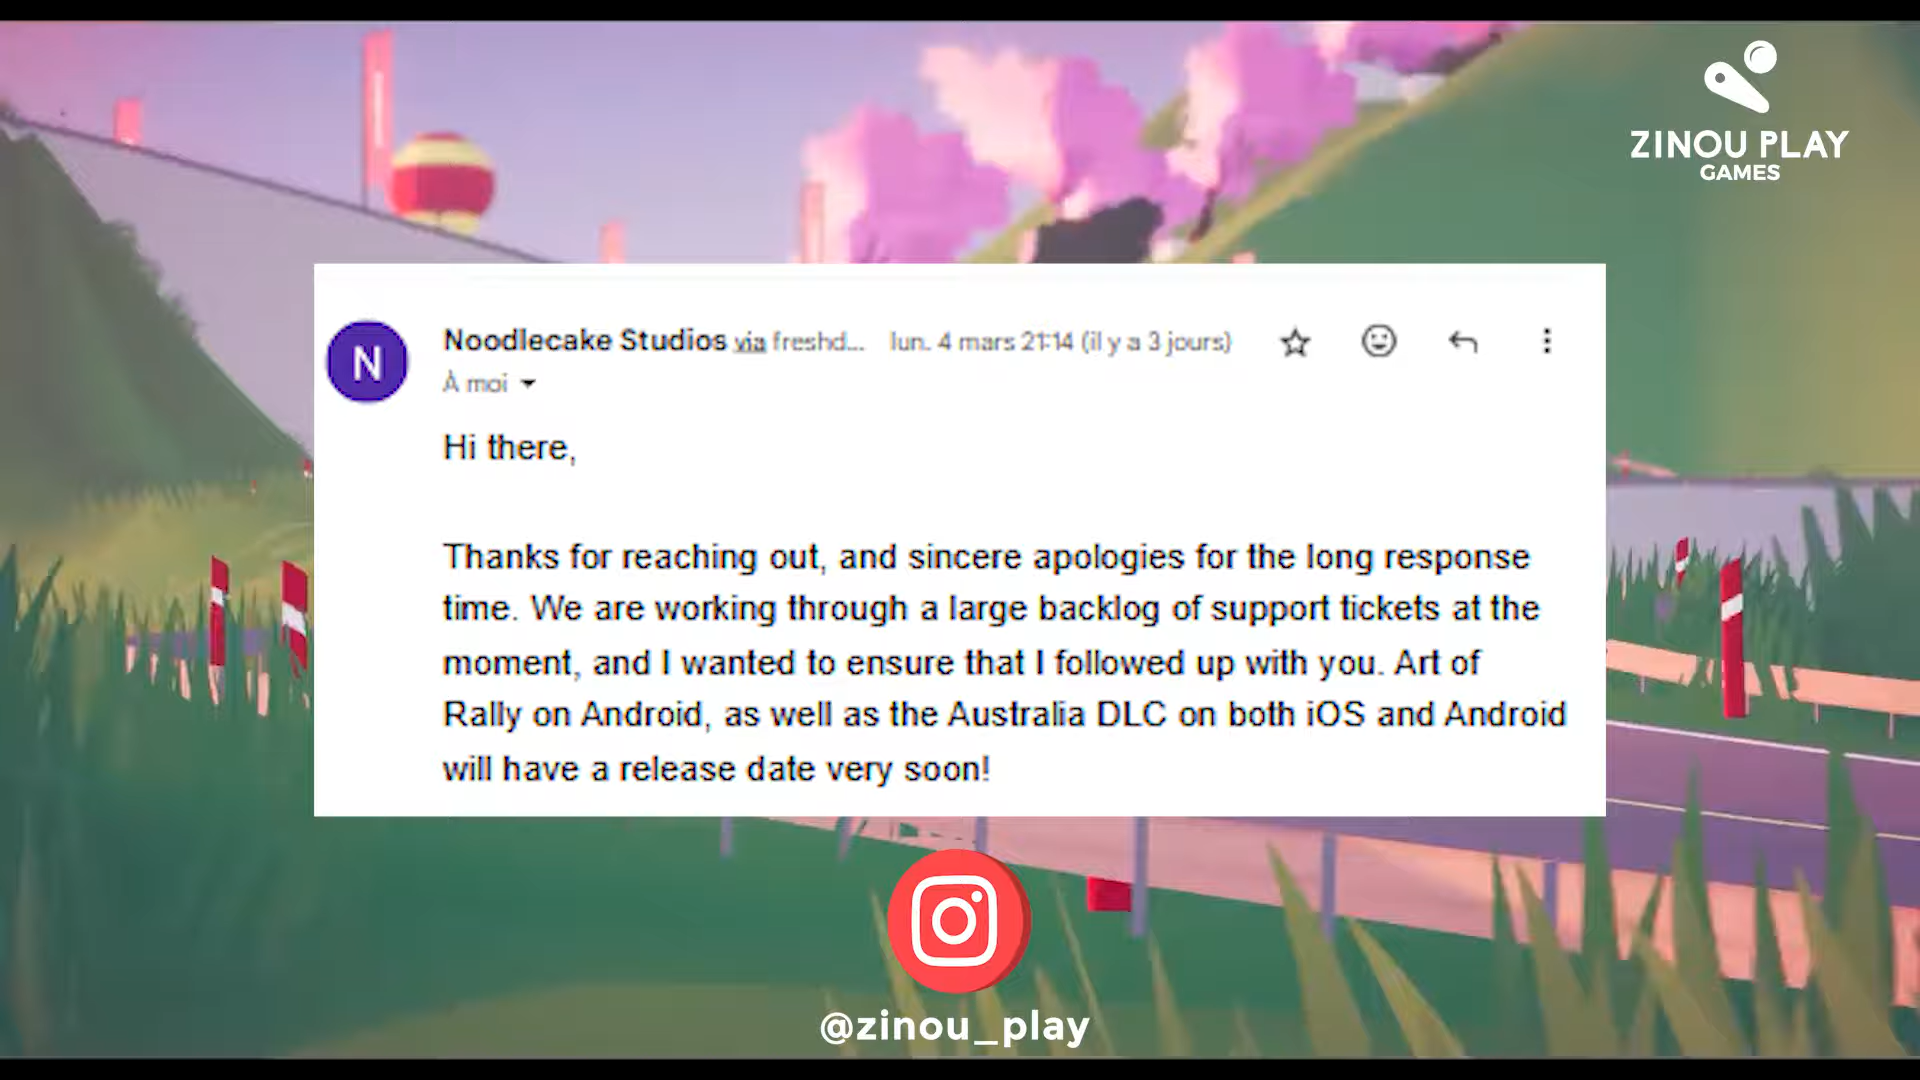 ZINOU PLAY
GAMES
N
Noodlecake Studios via freshd... lun. 4 mars 21:14 (il y a 3 jours)
À moi
Hi there,
Thanks for reaching out, and sincere apologies for the long response
time. We are working through a large backlog of support tickets at the
moment, and I wanted to ensure that I followed up with you. Art of
Rally on Android, as well as the Australia DLC on both iOS and Android
will have a release date very soon!
@zinou_play